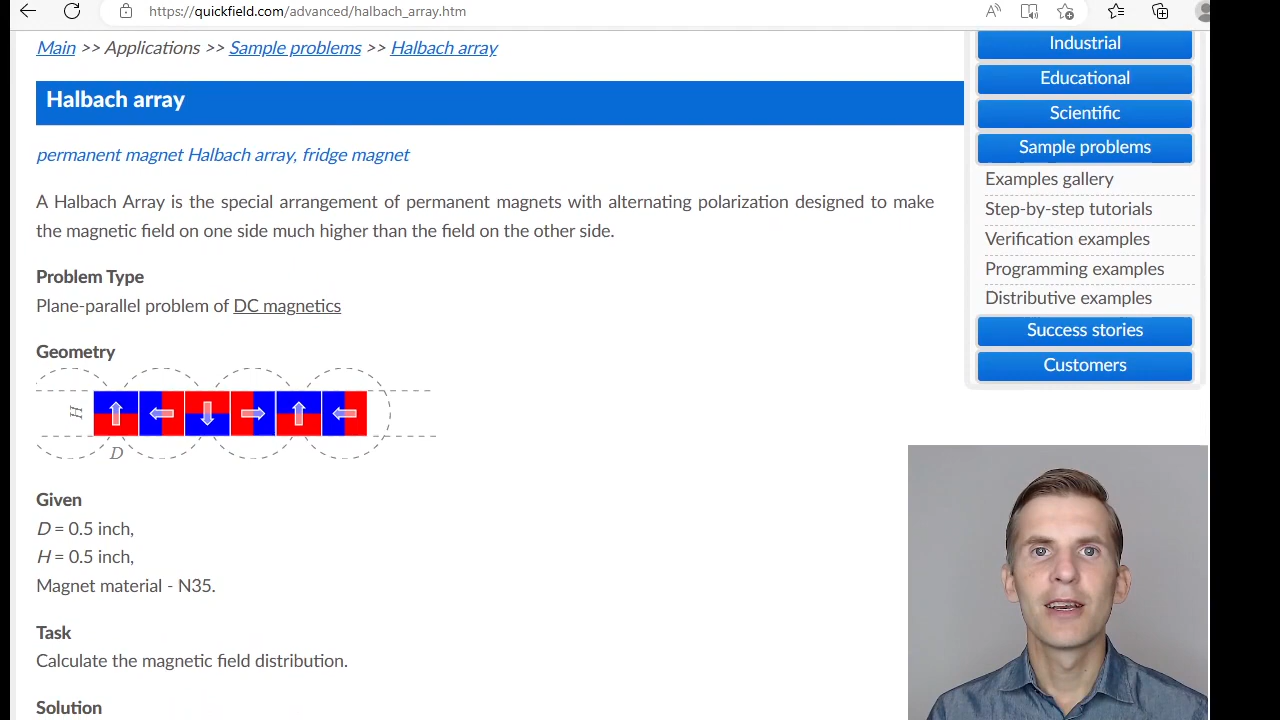 https://quickfield.com/advanced/halbach_array.htm
Main >> Applications >> Sample problems >> Halbach array
Halbach array
permanent magnet Halbach array, fridge magnet
A Halbach Array is the special arrangement of permanent magnets with alternating polarization designed to make
the magnetic field on one side much higher than the field on the other side.
Problem Type
Plane-parallel problem of DC magnetics
Geometry
H
D
Given
D = 0.5 inch,
H = 0.5 inch,
Magnet material - N35.
Task
Calculate the magnetic field distribution.
Solution
Industrial
Educational
Scientific
Sample problems
Examples gallery
Step-by-step tutorials
Verification examples
Programming examples
Distributive examples
Success stories
Customers